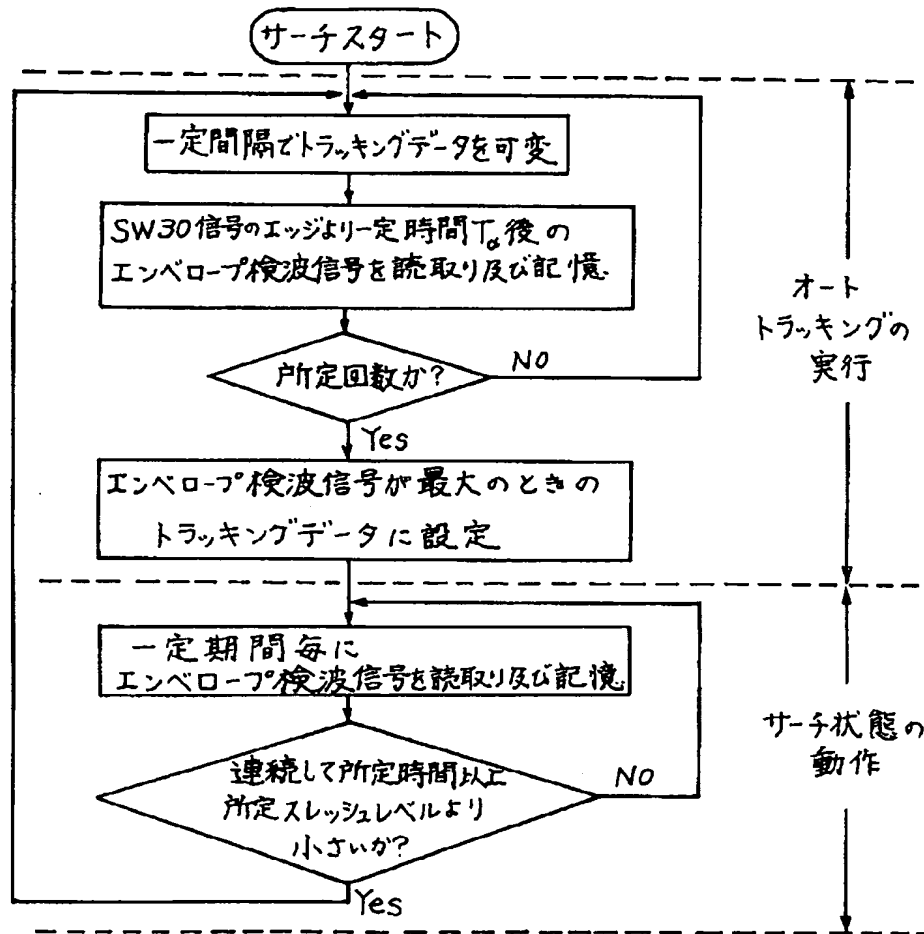 サーチスタート
一定間隔でトラッキングデータを可変
SW30信号のエッジより一定時間Tα後の
エンベロープ検波信号を読取り及び記憶
所定回数か?
NO
Yes
エンベロープ検波信号が最大のときの
トラッキングデータに設定
オート
トラッキングの
実行
一定期間毎に
エンベロープ検波信号を読取り及び記憶
連続して所定時間以上
所定スレッシュレベルより
小さいか?
NO
Yes
サーチ状態の
動作